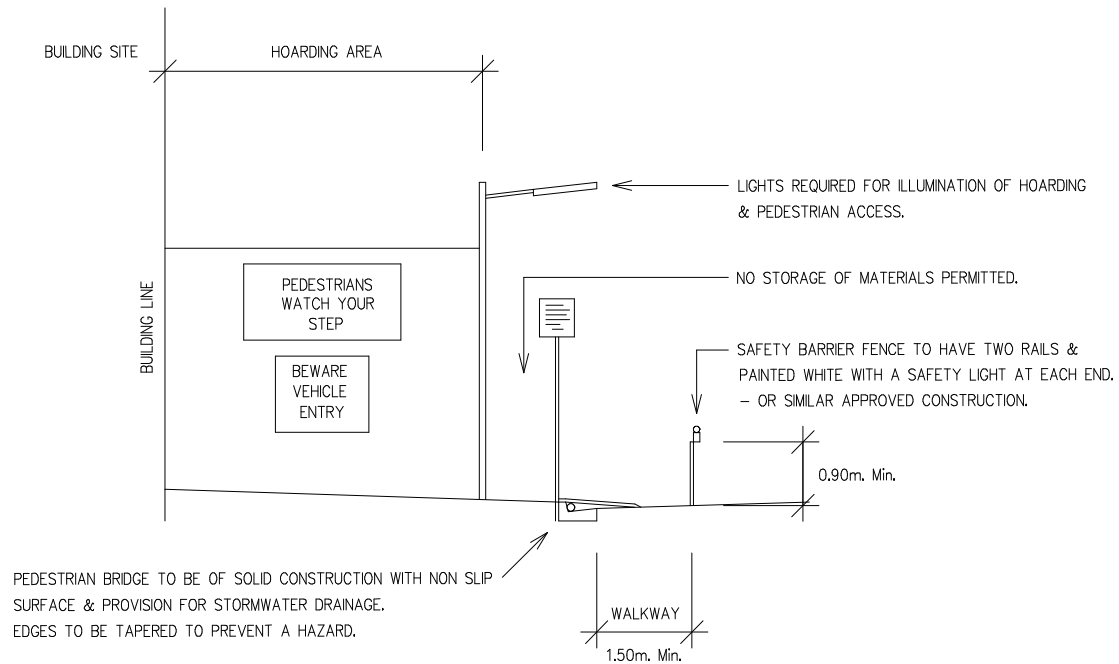 BUILDING SITE
HOARDING AREA
LIGHTS REQUIRED FOR ILLUMINATION OF HOARDING
& PEDESTRIAN ACCESS.
NO STORAGE OF MATERIALS PERMITTED.
PEDESTRIANS
WATCH YOUR
STEP
BUILDING LINE
SAFETY BARRIER FENCE TO HAVE TWO RAILS &
PAINTED WHITE WITH A SAFETY LIGHT AT EACH END.
– OR SIMILAR APPROVED CONSTRUCTION.
BEWARE
VEHICLE
ENTRY
0.90m. Min.
PEDESTRIAN BRIDGE TO BE OF SOLID CONSTRUCTION WITH NON SLIP
SURFACE & PROVISION FOR STORMWATER DRAINAGE.
EDGES TO BE TAPERED TO PREVENT A HAZARD.
WALKWAY
1.50m. Min.